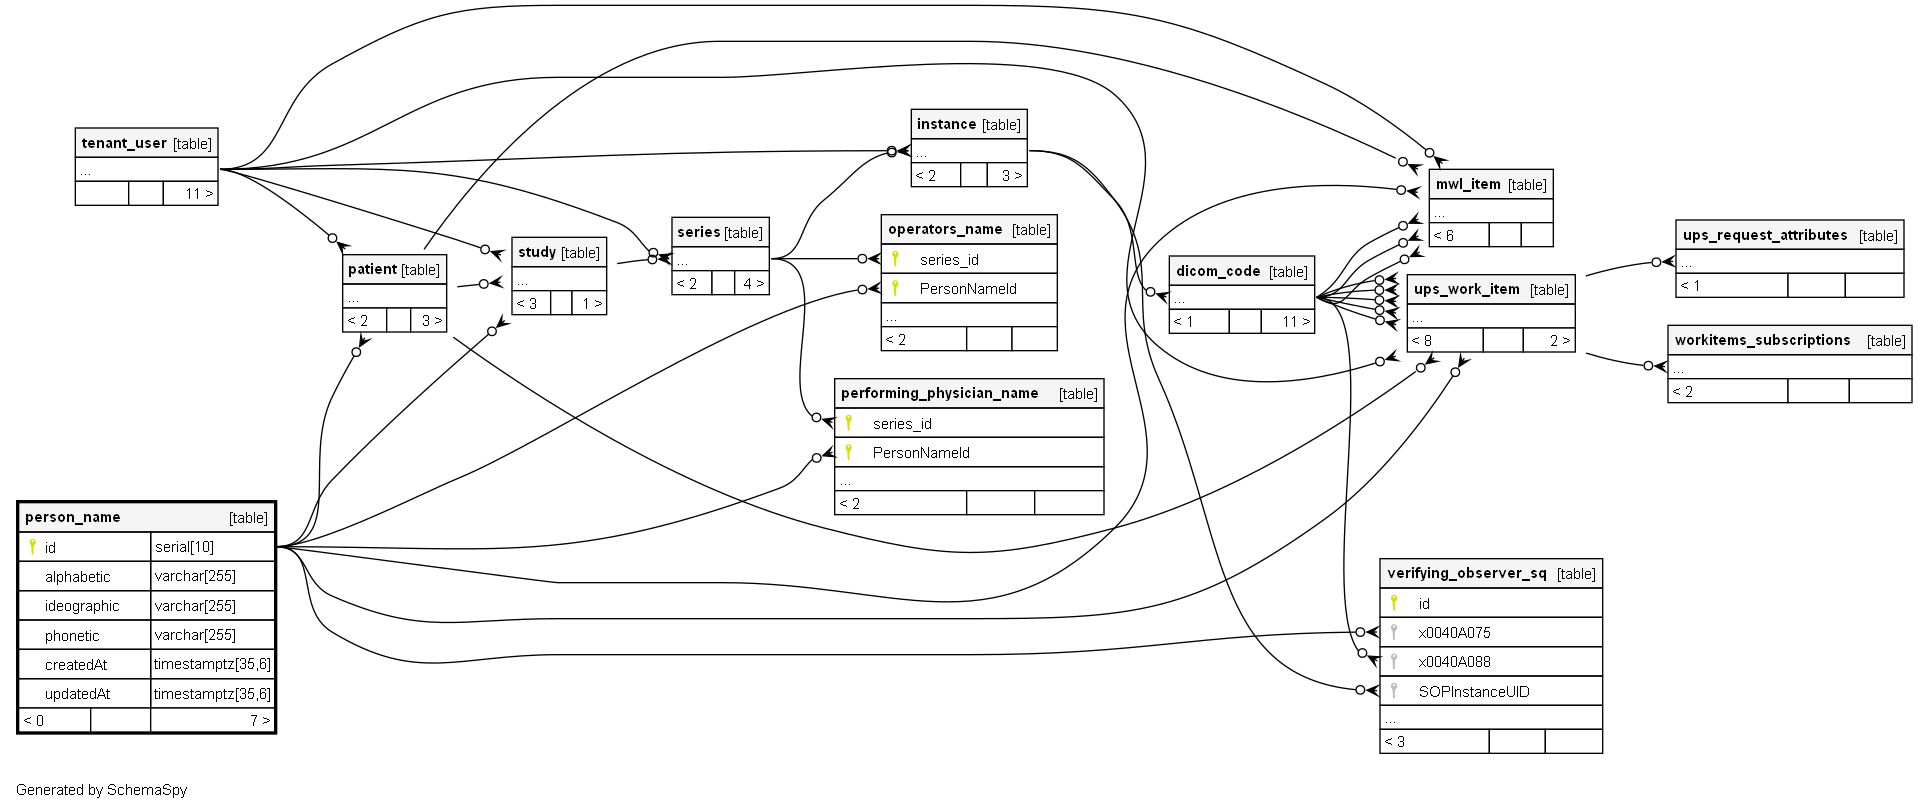 tenant_user [table]
...
11 >
patient [table]
...
< 2 3 >
study [table]
...
< 3 1 >
series [table]
...
< 2 4 >
instance [table]
...
< 2 3 >
operators_name [table]
series_id
PersonNameId
...
< 2
performing_physician_name [table]
series_id
PersonNameId
...
< 2
dicom_code [table]
...
< 1 11 >
mwl_item [table]
...
< 6
ups_work_item [table]
...
< 8 2 >
ups_request_attributes [table]
...
< 1
workitems_subscriptions [table]
...
< 2
person_name [table]
id serial[10]
alphabetic varchar[255]
ideographic varchar[255]
phonetic varchar[255]
createdAt timestamptz[35,6]
updatedAt timestamptz[35,6]
< 0 7 >
verifying_observer_sq [table]
id
x0040A075
x0040A088
SOPInstanceUID
...
< 3
Generated by SchemaSpy